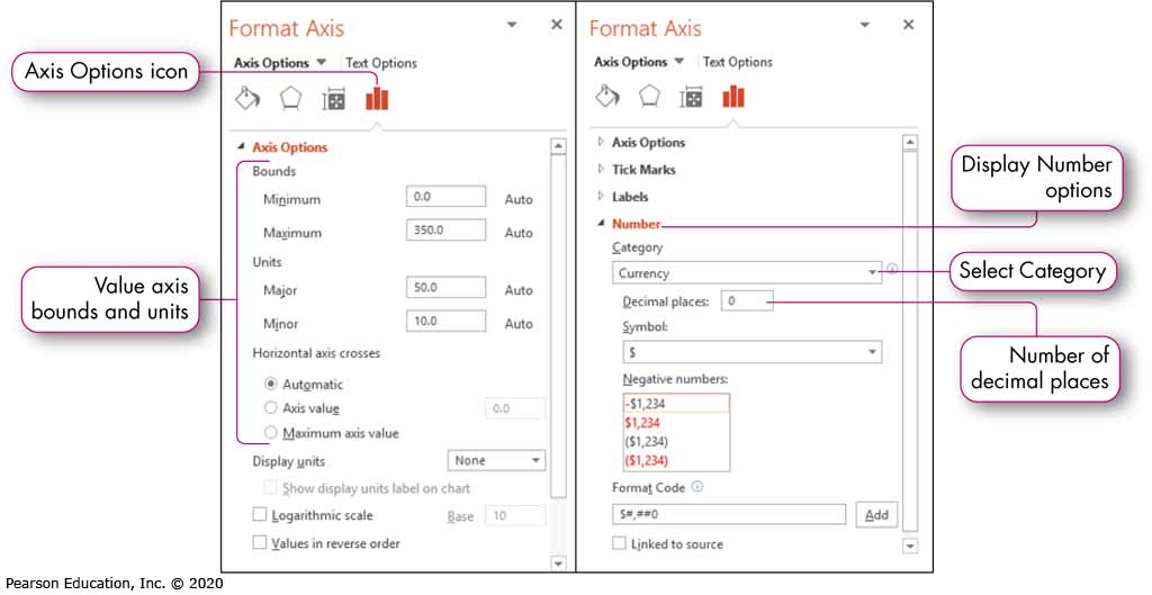 Axis Options icon
Value axis
bounds and units
Format Axis
Axis Options
Text Options
Axis Options
Bounds
Minimum 0.0 Auto
Maximum 350.0 Auto
Units
Major 50.0 Auto
Minor 10.0 Auto
Horizontal axis crosses
Automatic
Axis value 0.0
Maximum axis value
Display units None
Show display units label on chart
Logarithmic scale Base 10
Values in reverse order
Format Axis
Axis Options
Text Options
Axis Options
Tick Marks
Labels
Number
Category
Currency
Decimal places: 0
Symbol:
$
Negative numbers:
-$1,234
$1,234
($1,234)
($1,234)
Format Code
$#,##0
Add
Linked to source
Display Number
options
Select Category
Number of
decimal places
Pearson Education, Inc. © 2020